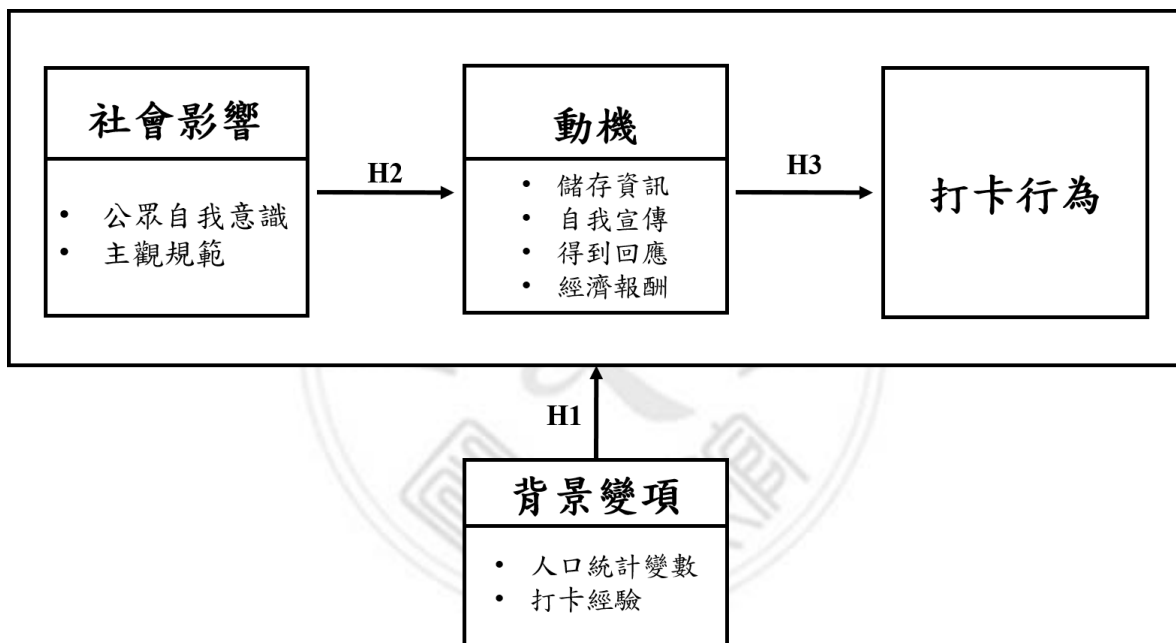 社會影響
• 公眾自我意識
• 主觀規範
H2
動機
• 儲存資訊
• 自我宣傳
• 得到回應
• 經濟報酬
H3
打卡行為
H1
背景變項
• 人口統計變數
• 打卡經驗